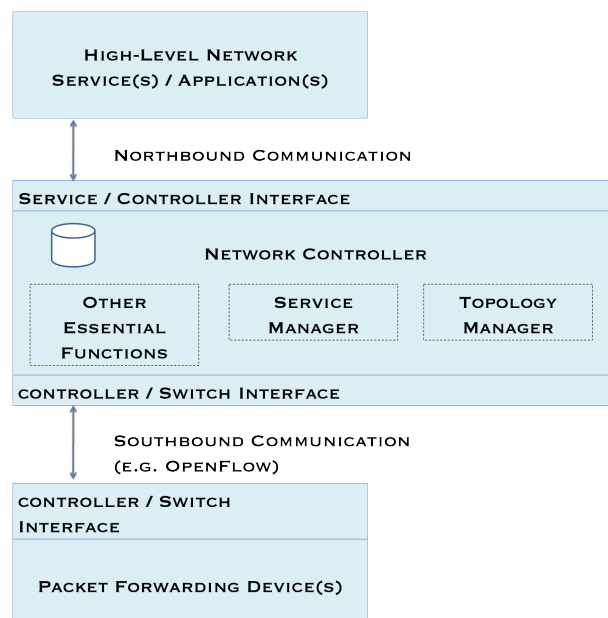 High-Level Network
Service(s) / Application(s)
Northbound Communication
Service / Controller Interface
Network Controller
Other
Essential
Functions
Service
Manager
Topology
Manager
controller / Switch Interface
Southbound Communication
(e.g. OpenFlow)
controller / Switch
Interface
Packet Forwarding Device(s)